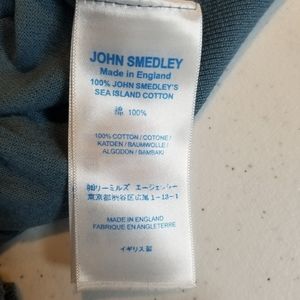 JOHN SMEDLEY
Made in England
100% JOHN SMEDLEY'S
SEA ISLAND COTTON
綿 100%
100% COTTON/COTONE/
KATOEN/BAUMWOLLE/
ALGODON/BAMBAKI
㈱リーミルズ エージェンシー
東京都渋谷区広尾1-13-1
MADE IN ENGLAND
FABRIQUE EN ANGLETERRE
イギリス製